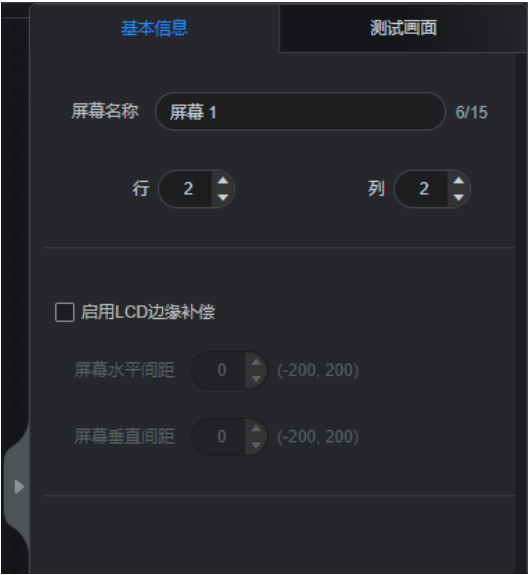 基本信息 测试画面
屏幕名称 屏幕 1 6/15
行 2 列 2
启用LCD边缘补偿
屏幕水平间距 0 (-200, 200)
屏幕垂直间距 0 (-200, 200)